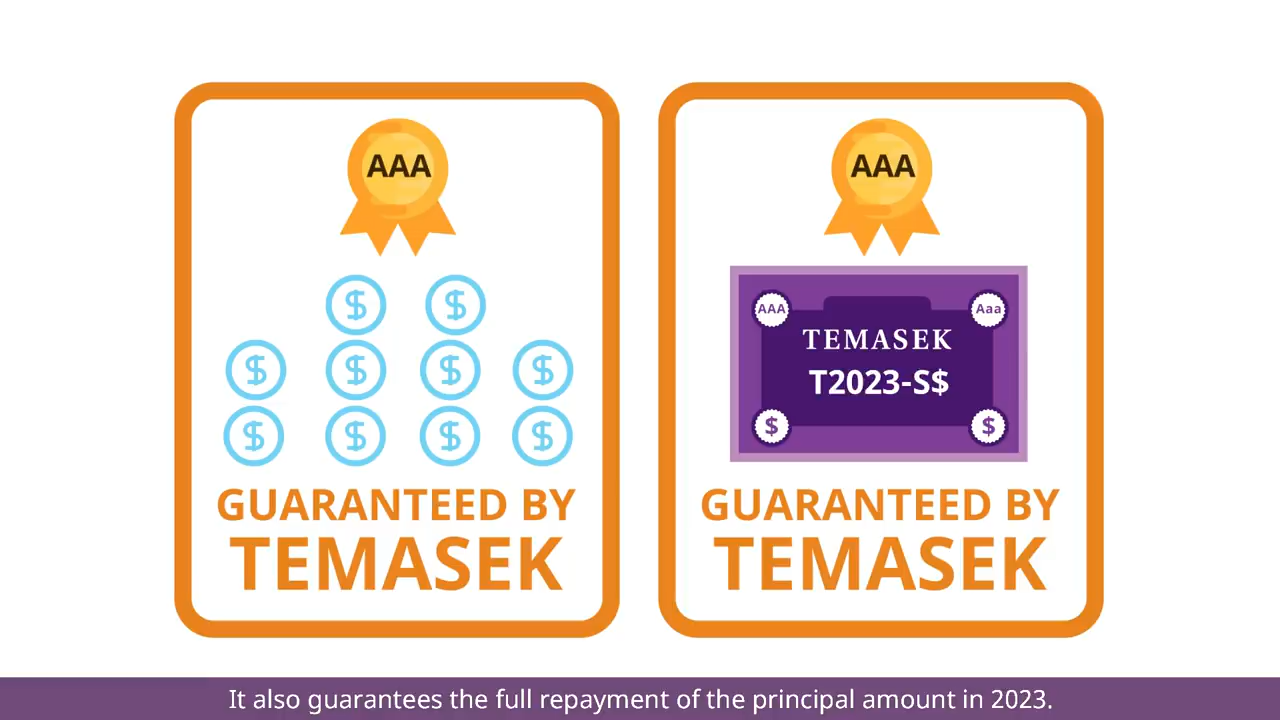 AAA
$ $
$ $ $ $
$ $ $ $
GUARANTEED BY
TEMASEK
AAA
AAA Aaa
TEMASEK
T2023-S$
$ $
GUARANTEED BY
TEMASEK
It also guarantees the full repayment of the principal amount in 2023.